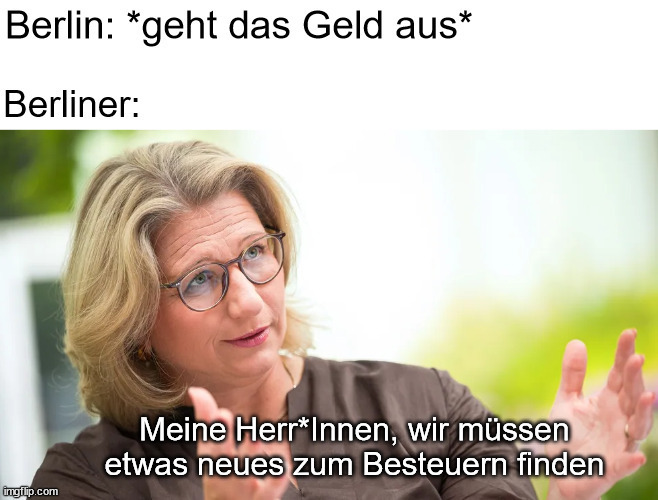 Berlin: *geht das Geld aus*
Berliner:
Meine Herr*Innen, wir müssen
etwas neues zum Besteuern finden
imgflip.com